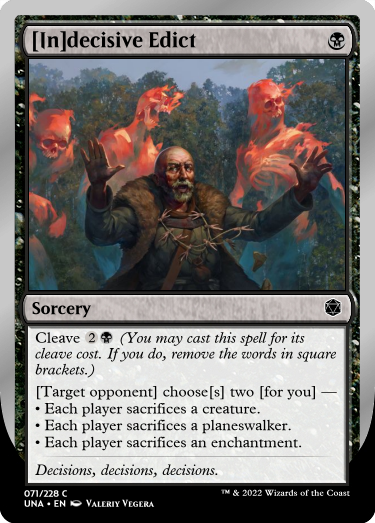 [In]decisive Edict
Sorcery
Cleave 2 (You may cast this spell for its
cleave cost. If you do, remove the words in square
brackets.)
[Target opponent] choose[s] two [for you] —
• Each player sacrifices a creature.
• Each player sacrifices a planeswalker.
• Each player sacrifices an enchantment.
Decisions, decisions, decisions.
071/228 C
UNA • EN Valeriy Vegera
™ & 2022 Wizards of the Coast